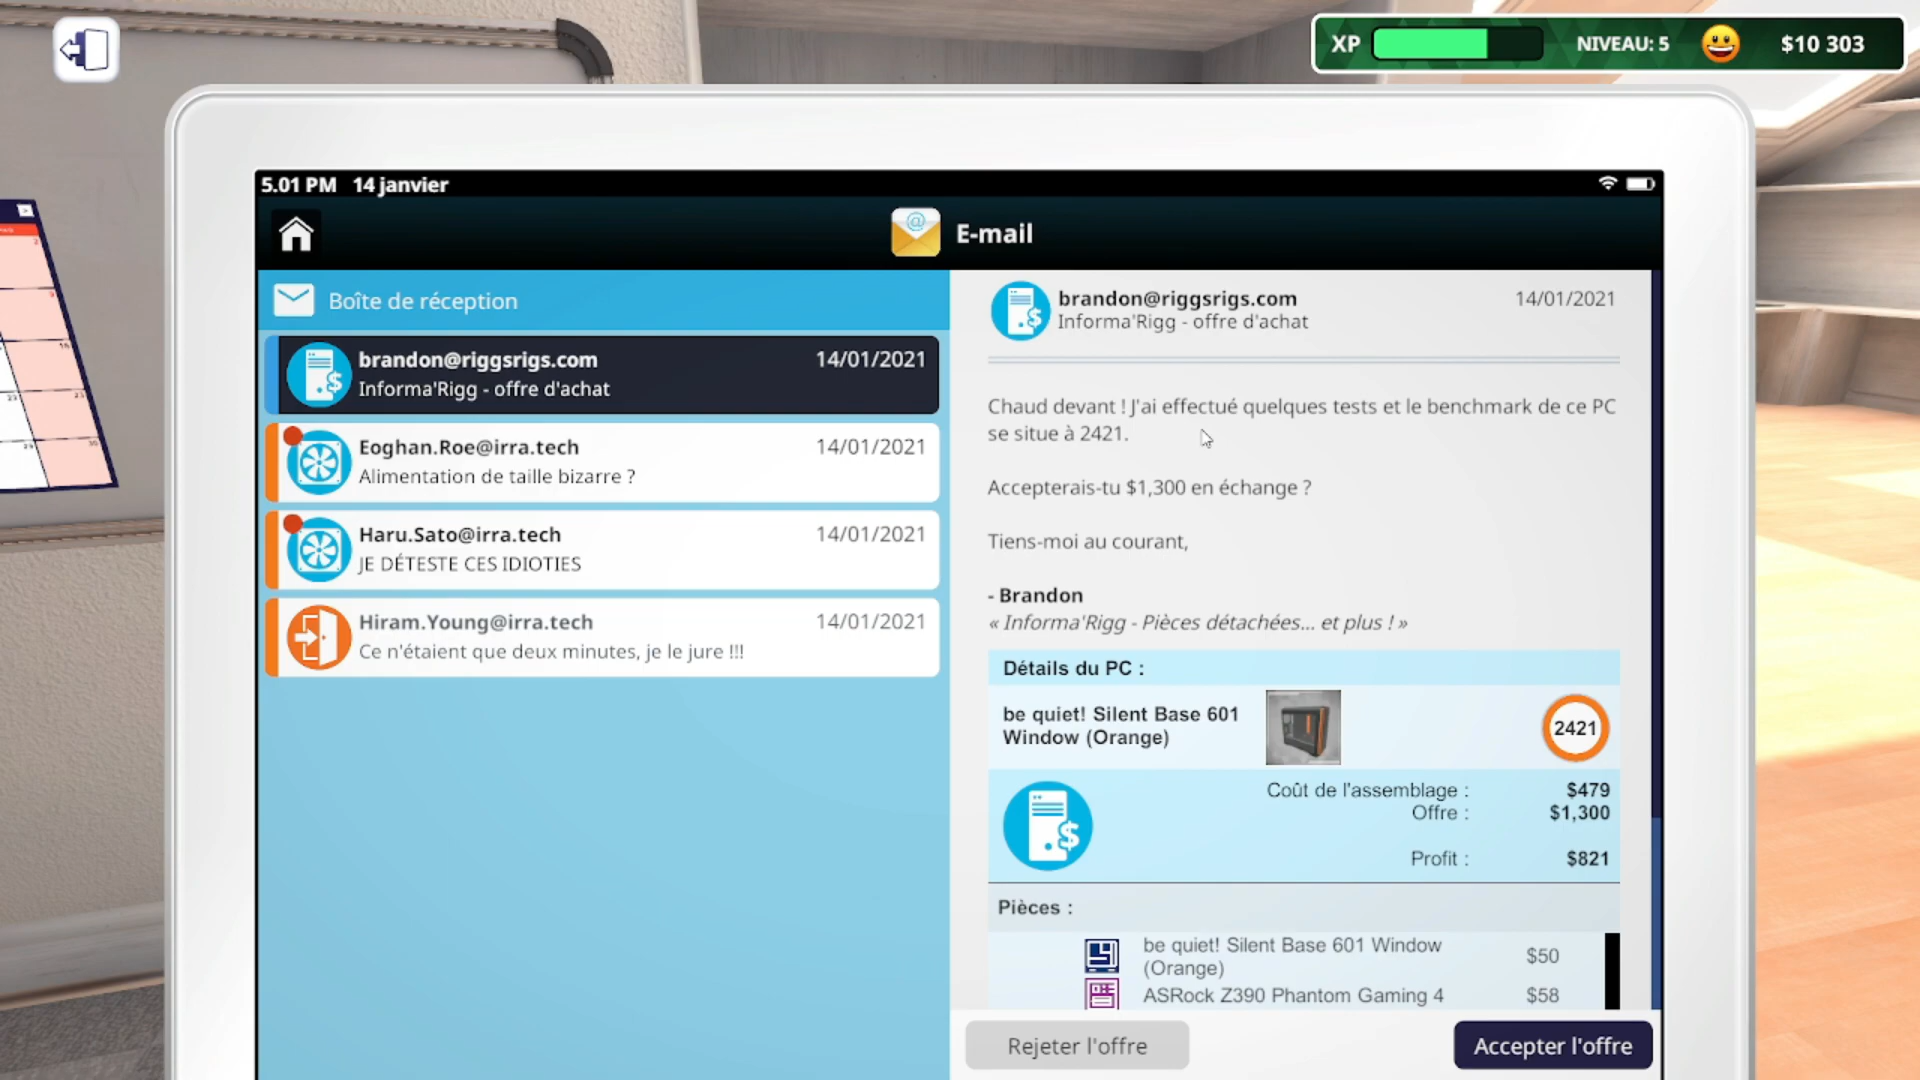 XP
NIVEAU: 5
$10 303
5.01 PM 14 janvier
E-mail
Boîte de réception
brandon@riggsrigs.com 14/01/2021
Informa'Rigg - offre d'achat
Eoghan.Roe@irra.tech 14/01/2021
Alimentation de taille bizarre ?
Haru.Sato@irra.tech 14/01/2021
JE DÉTESTE CES IDIOTIES
Hiram.Young@irra.tech 14/01/2021
Ce n'étaient que deux minutes, je le jure !!!
brandon@riggsrigs.com 14/01/2021
Informa'Rigg - offre d'achat
Chaud devant ! J'ai effectué quelques tests et le benchmark de ce PC
se situe à 2421.
Accepterais-tu $1,300 en échange ?
Tiens-moi au courant,
- Brandon
« Informa'Rigg - Pièces détachées... et plus ! »
Détails du PC :
be quiet! Silent Base 601
Window (Orange)
2421
Coût de l'assemblage : $479
Offre : $1,300
Profit : $821
Pièces :
be quiet! Silent Base 601 Window
(Orange)
$50
ASRock Z390 Phantom Gaming 4 $58
Rejeter l'offre
Accepter l'offre